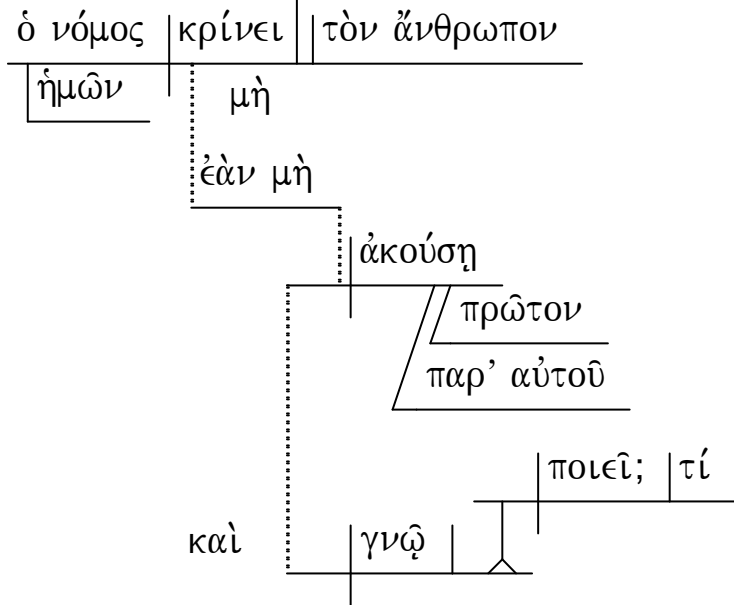 ὁ νόμος κρίνει τὸν ἄνθρωπον
ἡμῶν μὴ
ἐὰν μὴ
ἀκούσῃ
πρῶτον
παρ’ αὐτοῦ
ποιεῖ; τί
καὶ γνῷ